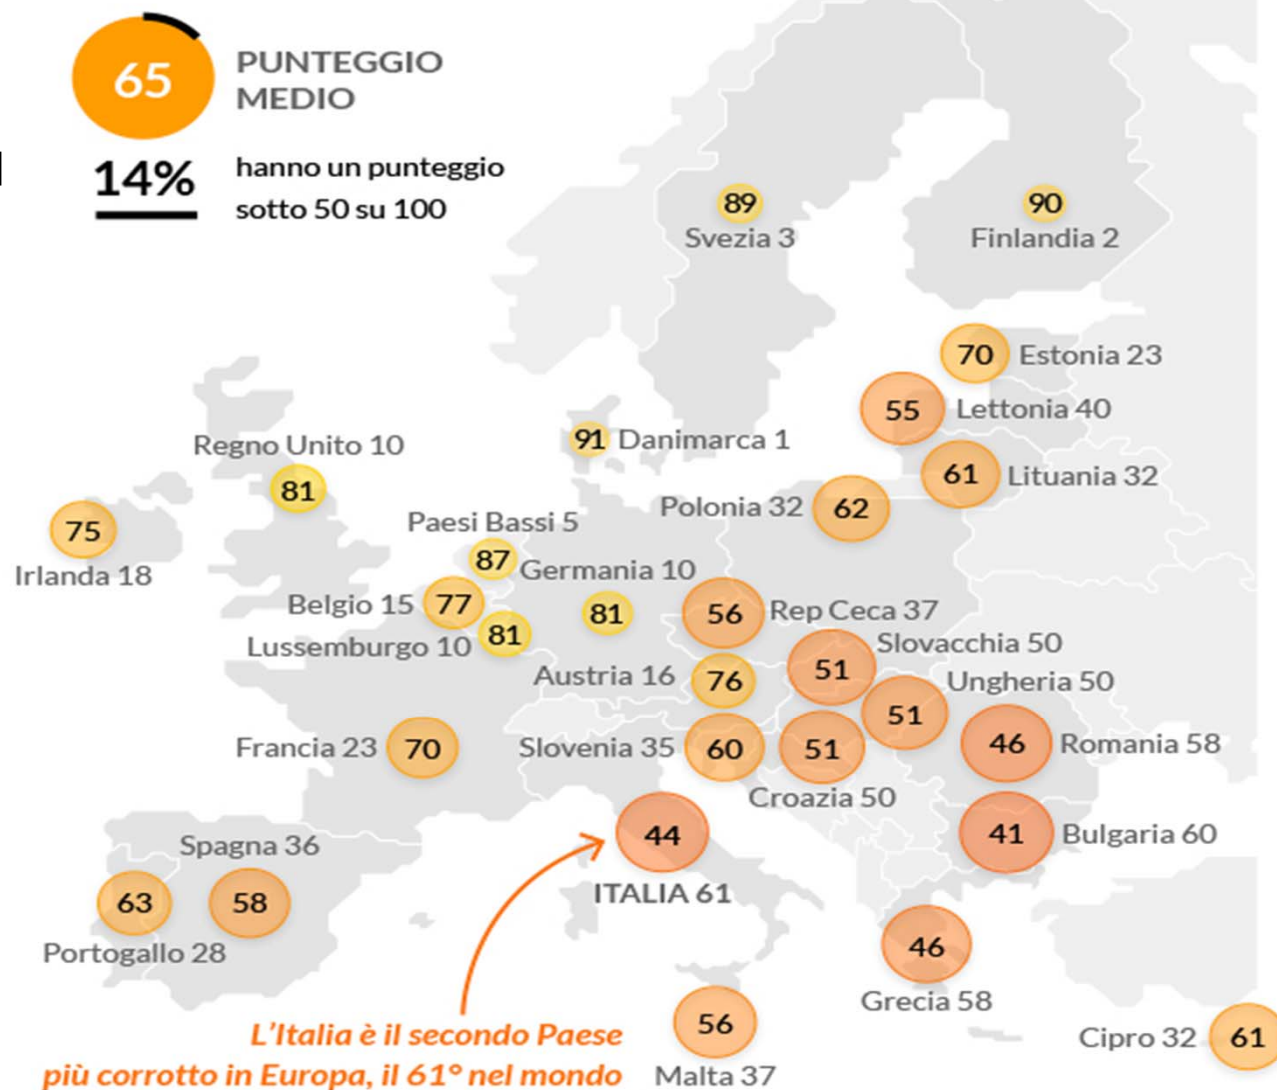 65
PUNTEGGIO
MEDIO
14%
hanno un punteggio
sotto 50 su 100
89
Svezia 3
90
Finlandia 2
70 Estonia 23
55 Lettonia 40
91 Danimarca 1
Regno Unito 10
81
61 Lituania 32
Polonia 32 62
75
Irlanda 18
Paesi Bassi 5
87
Germania 10
81
Belgio 15 77
Lussemburgo 10 81
56 Rep Ceca 37
Slovacchia 50
51
Austria 16 76
Ungheria 50
51
Francia 23 70
Slovenia 35 60
51
Croazia 50
46 Romania 58
44
ITALIA 61
41 Bulgaria 60
Spagna 36
58
63
Portogallo 28
46
Grecia 58
56
Malta 37
Cipro 32 61
L'Italia è il secondo Paese
più corrotto in Europa, il 61° nel mondo